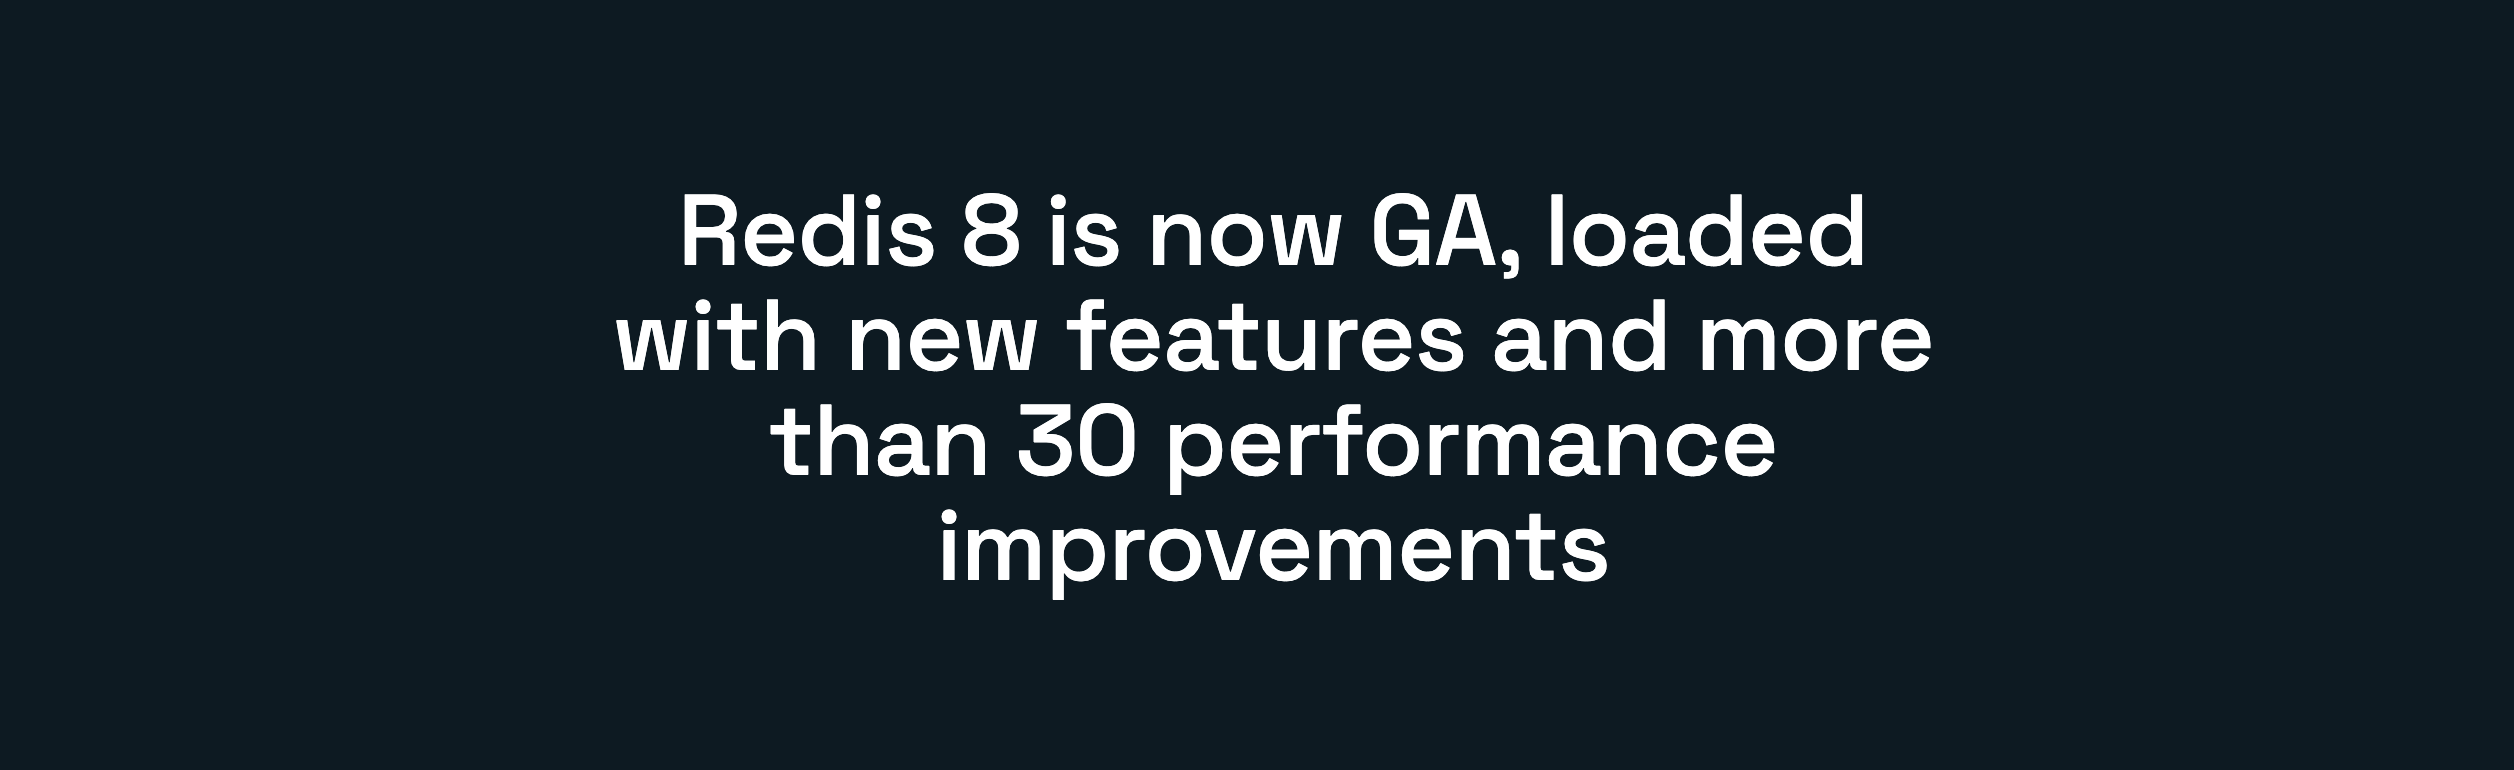 Redis 8 is now GA, loaded
with new features and more
than 30 performance
improvements